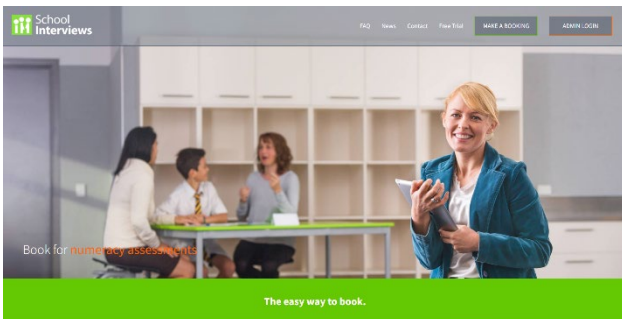 School
Interviews
FAQ News Contact Free Trial MAKE A BOOKING ADMIN LOGIN
Book for numeracy assessments
The easy way to book.